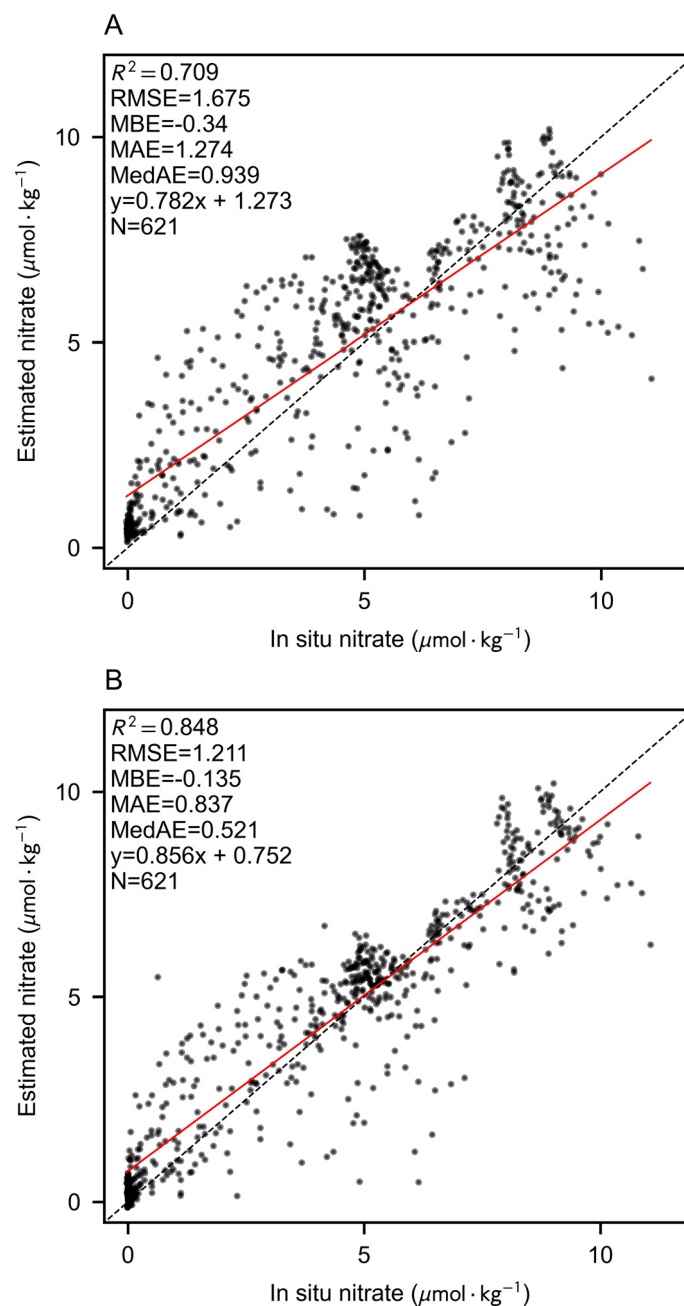 A
R² = 0.709
RMSE=1.675
MBE=-0.34
MAE=1.274
MedAE=0.939
y=0.782x + 1.273
N=621
10
5
0
Estimated nitrate (μmol·kg⁻¹)
0 5 10
In situ nitrate (μmol·kg⁻¹)
B
R² = 0.848
RMSE=1.211
MBE=-0.135
MAE=0.837
MedAE=0.521
y=0.856x + 0.752
N=621
10
5
0
Estimated nitrate (μmol·kg⁻¹)
0 5 10
In situ nitrate (μmol·kg⁻¹)